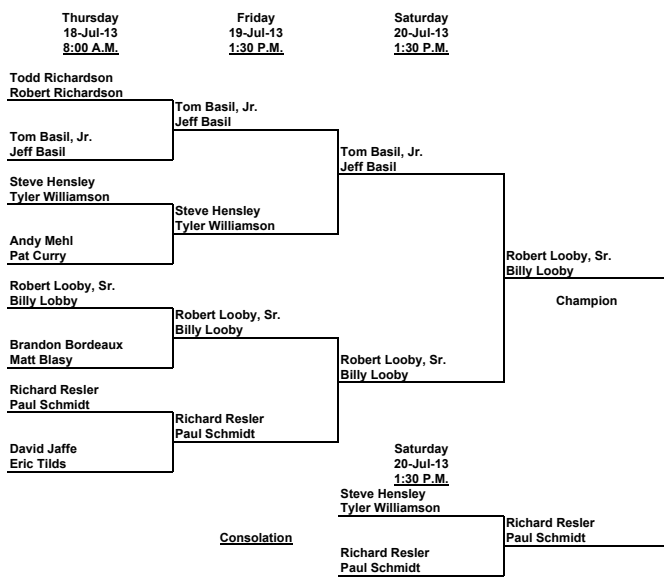 Thursday
18-Jul-13
8:00 A.M.
Friday
19-Jul-13
1:30 P.M.
Saturday
20-Jul-13
1:30 P.M.
Todd Richardson
Robert Richardson
Tom Basil, Jr.
Jeff Basil
Steve Hensley
Tyler Williamson
Andy Mehl
Pat Curry
Robert Looby, Sr.
Billy Lobby
Brandon Bordeaux
Matt Blasy
Richard Resler
Paul Schmidt
David Jaffe
Eric Tilds
Tom Basil, Jr.
Jeff Basil
Steve Hensley
Tyler Williamson
Robert Looby, Sr.
Billy Looby
Richard Resler
Paul Schmidt
Tom Basil, Jr.
Jeff Basil
Robert Looby, Sr.
Billy Looby
Robert Looby, Sr.
Billy Looby
Champion
Saturday
20-Jul-13
1:30 P.M.
Consolation
Steve Hensley
Tyler Williamson
Richard Resler
Paul Schmidt
Richard Resler
Paul Schmidt